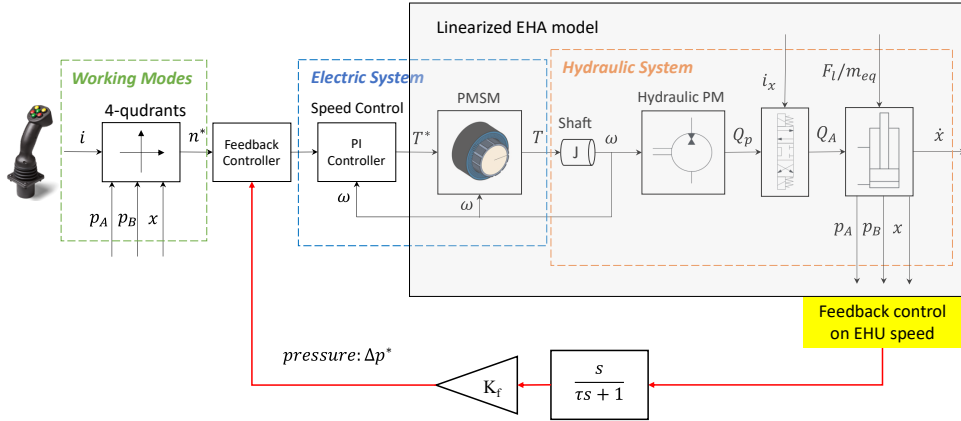 Linearized EHA model
Working Modes
Electric System
Hydraulic System
i_x
F_l/m_{eq}
4-qudrants
Speed Control
PMSM
Hydraulic PM
Shaft
i
n*
Feedback
Controller
PI
Controller
T*
T
J
ω
Q_p
Q_A
ẋ
ω
ω
p_A
p_B
x
p_A
p_B
x
Feedback control
on EHU speed
pressure: Δp*
K_f
s
τs + 1